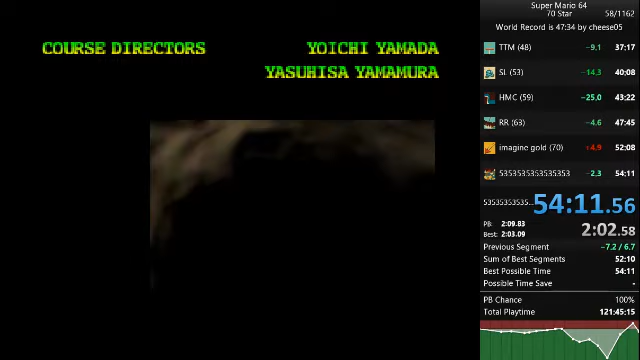 COURSE DIRECTORS
YOICHI YAMADA
YASUHISA YAMAMURA
Super Mario 64
70 Star 58/1162
World Record is 47:34 by cheese05
TTM (48) -9.1 37:17
SL (53) -14.3 40:08
HMC (59) -25.0 43:22
RR (63) -4.6 47:45
imagine gold (70) +4.9 52:08
5353535353535353 -2.3 54:11
53535353535... 54:11.56
PB: 2:09.83
Best: 2:03.09
2:02.58
Previous Segment -7.2 / 6.7
Sum of Best Segments 52:10
Best Possible Time 54:11
Possible Time Save -
PB Chance 100%
Total Playtime 121:45:15